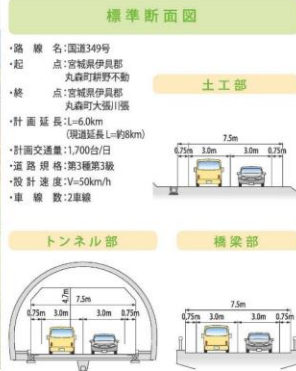 標準断面図
・路線名:国道349号
・起点:宮城県伊具郡
丸森町耕野不動
・終点:宮城県伊具郡
丸森町大張川張
・計画延長:L=6.0km
(現道延長L=約8km)
・計画交通量:1,700台/日
・道路規格:第3種第3級
・設計速度:V=50km/h
・車線数:2車線
土工部
7.5m
0.75m 3.0m 3.0m 0.75m
トンネル部
4.7m
7.5m
0.75m 3.0m 3.0m 0.75m
橋梁部
7.5m
0.75m 3.0m 3.0m 0.75m